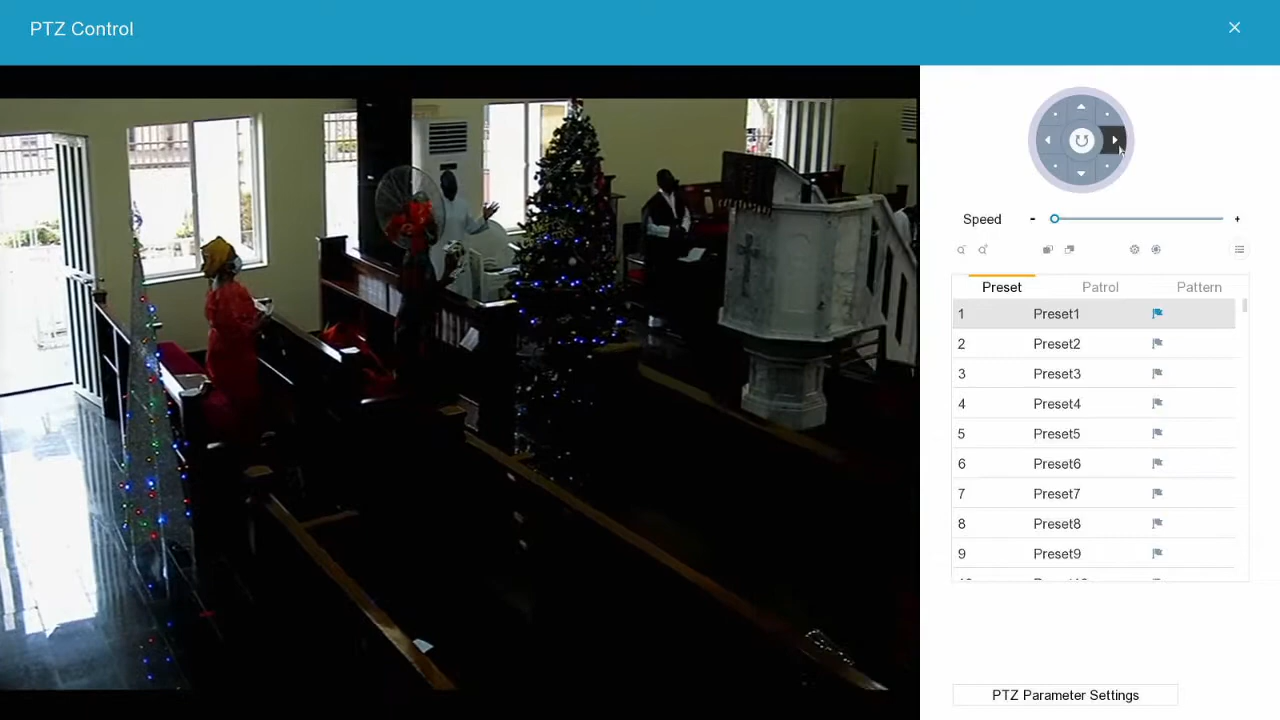 PTZ Control
Speed - +
Preset Patrol Pattern
1 Preset1
2 Preset2
3 Preset3
4 Preset4
5 Preset5
6 Preset6
7 Preset7
8 Preset8
9 Preset9
PTZ Parameter Settings